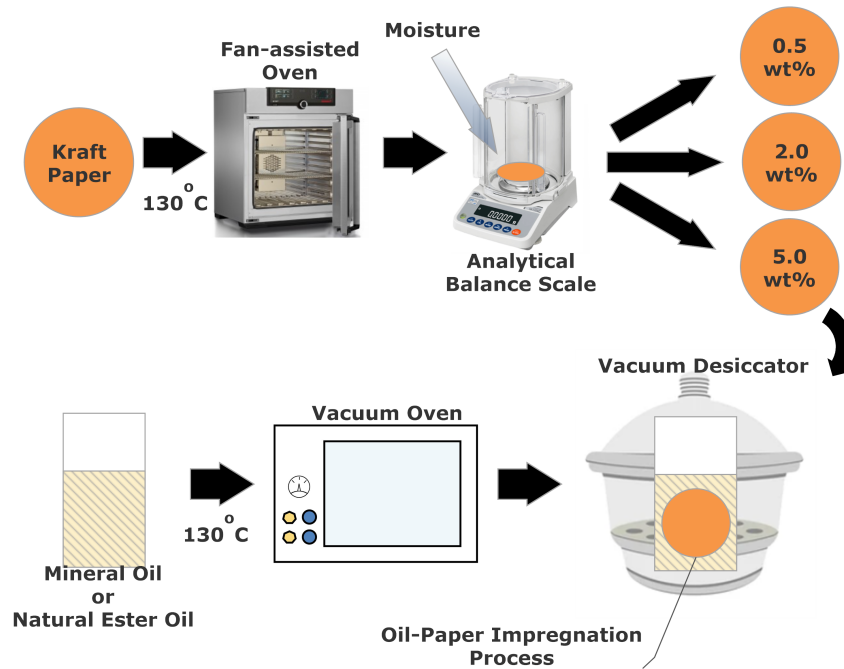 Moisture
Fan-assisted
Oven
Kraft
Paper
130°C
00000 g
Analytical
Balance Scale
0.5
wt%
2.0
wt%
5.0
wt%
Vacuum Desiccator
Vacuum Oven
130°C
Mineral Oil
or
Natural Ester Oil
Oil-Paper Impregnation
Process